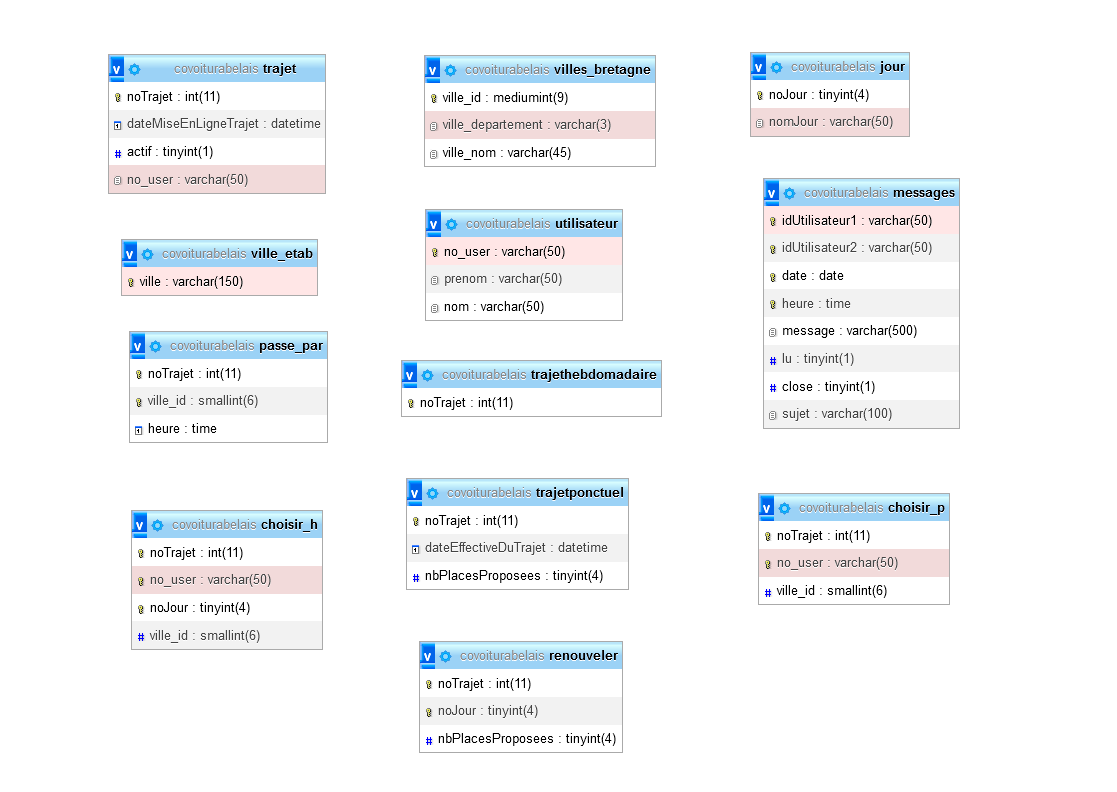 v covoiturabelais trajet
noTrajet : int(11)
dateMiseEnLigneTrajet : datetime
# actif : tinyint(1)
no_user : varchar(50)
v covoiturabelais villes_bretagne
ville_id : mediumint(9)
ville_departement : varchar(3)
ville_nom : varchar(45)
v covoiturabelais jour
noJour : tinyint(4)
nomJour : varchar(50)
v covoiturabelais ville_etab
ville : varchar(150)
v covoiturabelais utilisateur
no_user : varchar(50)
prenom : varchar(50)
nom : varchar(50)
v covoiturabelais messages
idUtilisateur1 : varchar(50)
idUtilisateur2 : varchar(50)
date : date
heure : time
message : varchar(500)
# lu : tinyint(1)
# close : tinyint(1)
sujet : varchar(100)
v covoiturabelais passe_par
noTrajet : int(11)
ville_id : smallint(6)
heure : time
v covoiturabelais trajethebdomadaire
noTrajet : int(11)
v covoiturabelais choisir_h
noTrajet : int(11)
no_user : varchar(50)
noJour : tinyint(4)
# ville_id : smallint(6)
v covoiturabelais trajetponctuel
noTrajet : int(11)
dateEffectiveDuTrajet : datetime
# nbPlacesProposees : tinyint(4)
v covoiturabelais choisir_p
noTrajet : int(11)
no_user : varchar(50)
# ville_id : smallint(6)
v covoiturabelais renouveler
noTrajet : int(11)
noJour : tinyint(4)
# nbPlacesProposees : tinyint(4)